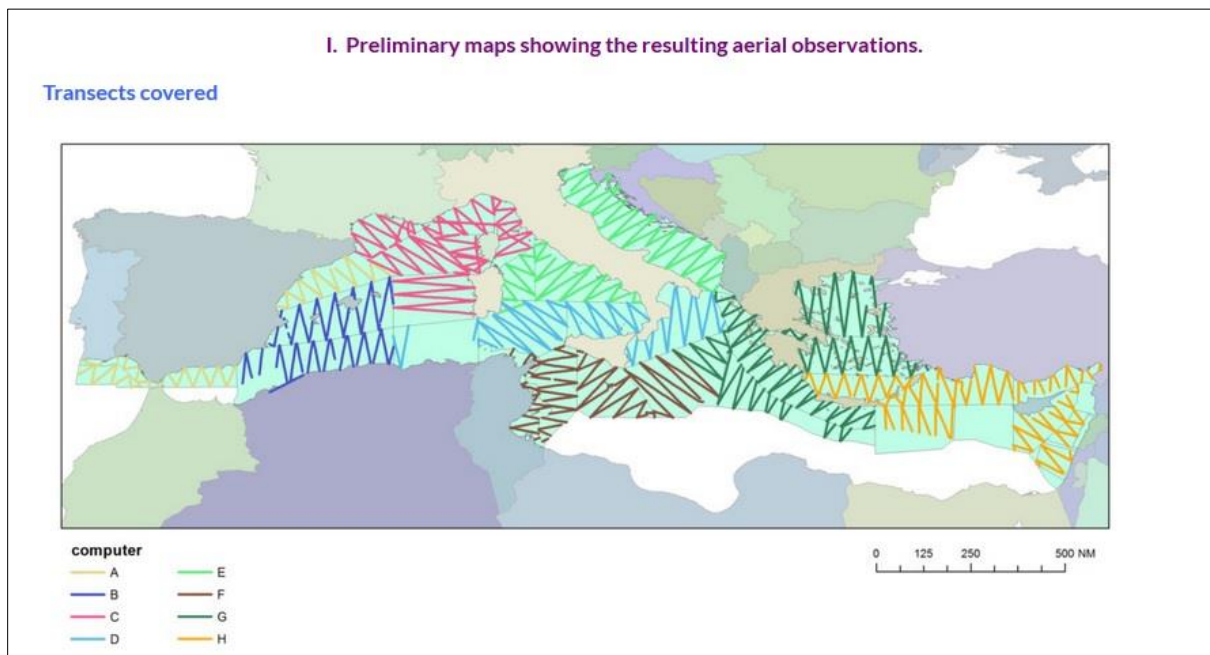 I. Preliminary maps showing the resulting aerial observations.
Transects covered
computer
A
B
C
D
E
F
G
H
0 125 250 500 NM